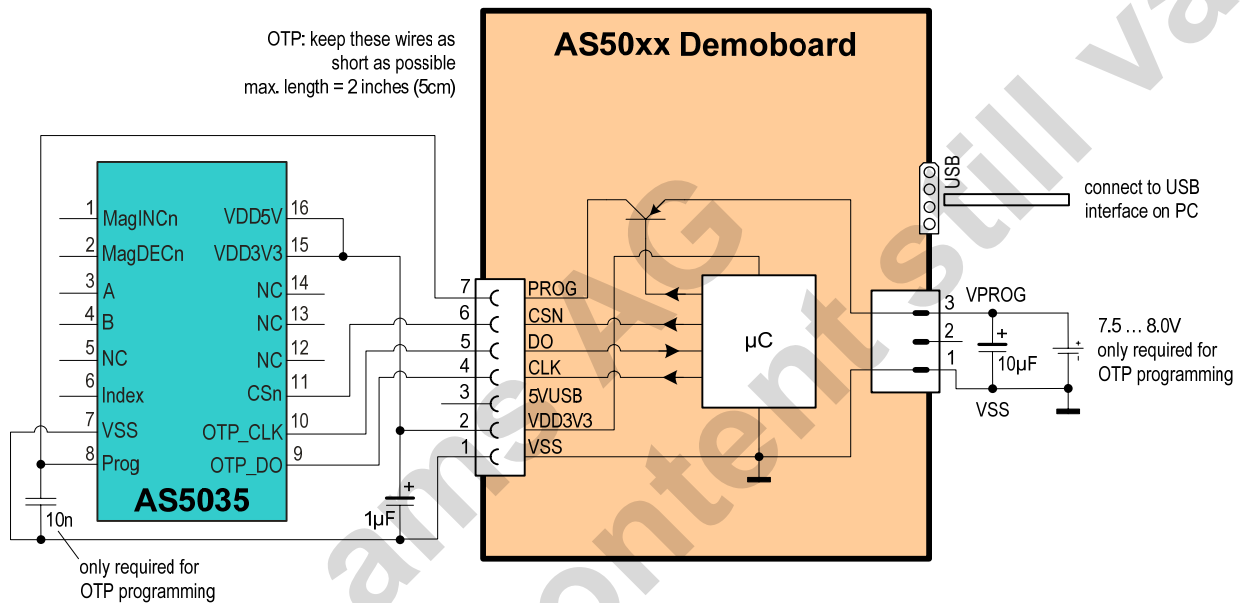 AS50xx Demoboard
OTP: keep these wires as
short as possible
max. length = 2 inches (5cm)
USB
connect to USB
interface on PC
1 MagINCn VDD5V 16
2 MagDECn VDD3V3 15
3 A NC 14
4 B NC 13
5 NC NC 12
6 Index CSn 11
7 VSS OTP_CLK 10
8 Prog OTP_DO 9
AS5035
10n
only required for
OTP programming
1µF
+
7 PROG
6 CSN
5 DO
4 CLK
3 5VUSB
2 VDD3V3
1 VSS
µC
3 VPROG
2
1
+
10µF
VSS
+
-
7.5 ... 8.0V
only required for
OTP programming
ams AG
ontent still va